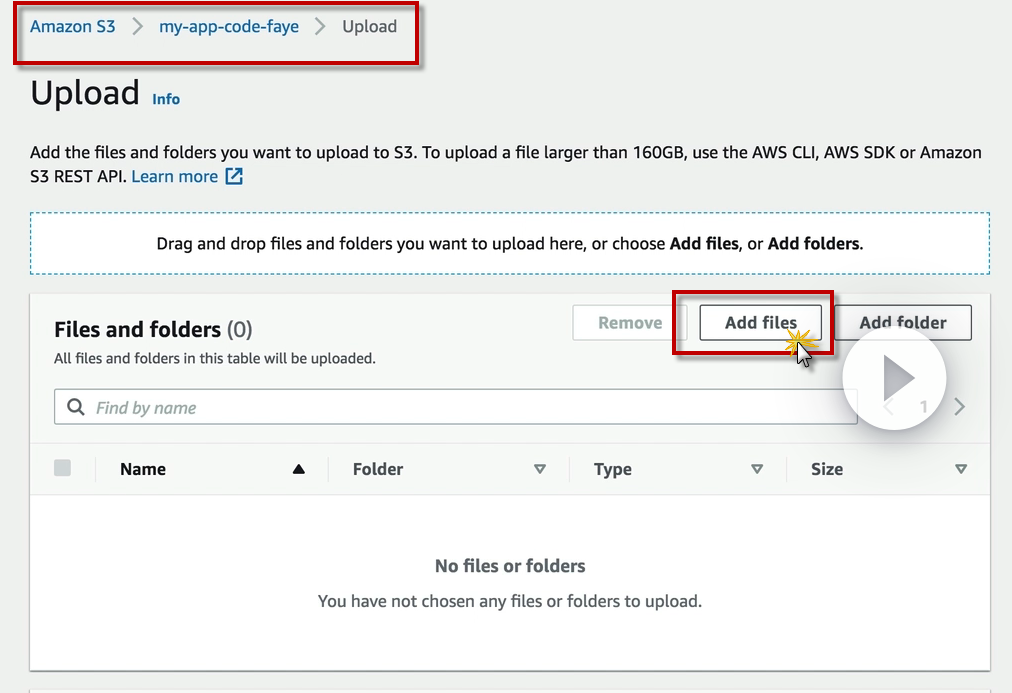 Amazon S3 > my-app-code-faye > Upload
Upload Info
Add the files and folders you want to upload to S3. To upload a file larger than 160GB, use the AWS CLI, AWS SDK or Amazon
S3 REST API. Learn more
Drag and drop files and folders you want to upload here, or choose Add files, or Add folders.
Files and folders (0)
Remove Add files Add folder
All files and folders in this table will be uploaded.
Find by name
1
Name Folder Type Size
No files or folders
You have not chosen any files or folders to upload.